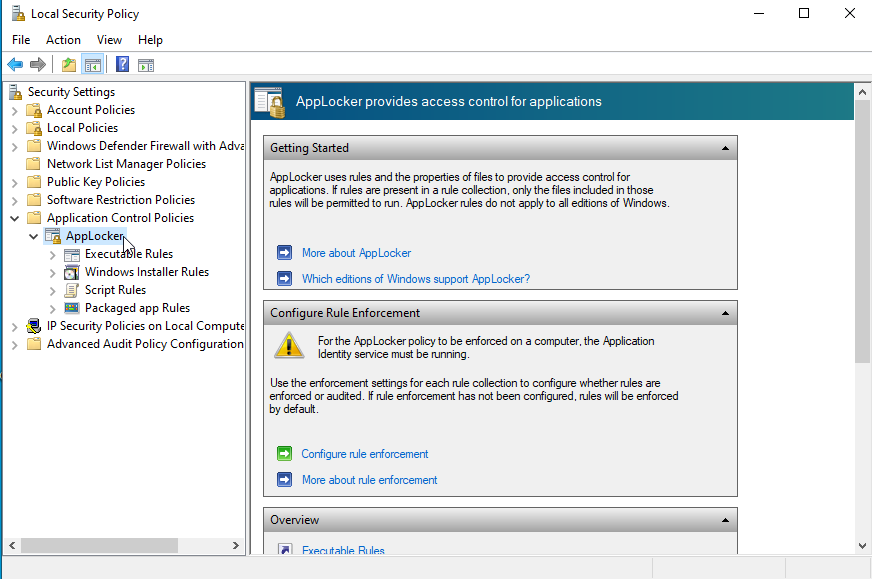 Local Security Policy
File Action View Help
Security Settings
Account Policies
Local Policies
Windows Defender Firewall with Adva
Network List Manager Policies
Public Key Policies
Software Restriction Policies
Application Control Policies
AppLocker
Executable Rules
Windows Installer Rules
Script Rules
Packaged app Rules
IP Security Policies on Local Compute
Advanced Audit Policy Configuration
AppLocker provides access control for applications
Getting Started
AppLocker uses rules and the properties of files to provide access control for
applications. If rules are present in a rule collection, only the files included in those
rules will be permitted to run. AppLocker rules do not apply to all editions of Windows.
More about AppLocker
Which editions of Windows support AppLocker?
Configure Rule Enforcement
For the AppLocker policy to be enforced on a computer, the Application
Identity service must be running.
Use the enforcement settings for each rule collection to configure whether rules are
enforced or audited. If rule enforcement has not been configured, rules will be enforced
by default.
Configure rule enforcement
More about rule enforcement
Overview
Executable Rules